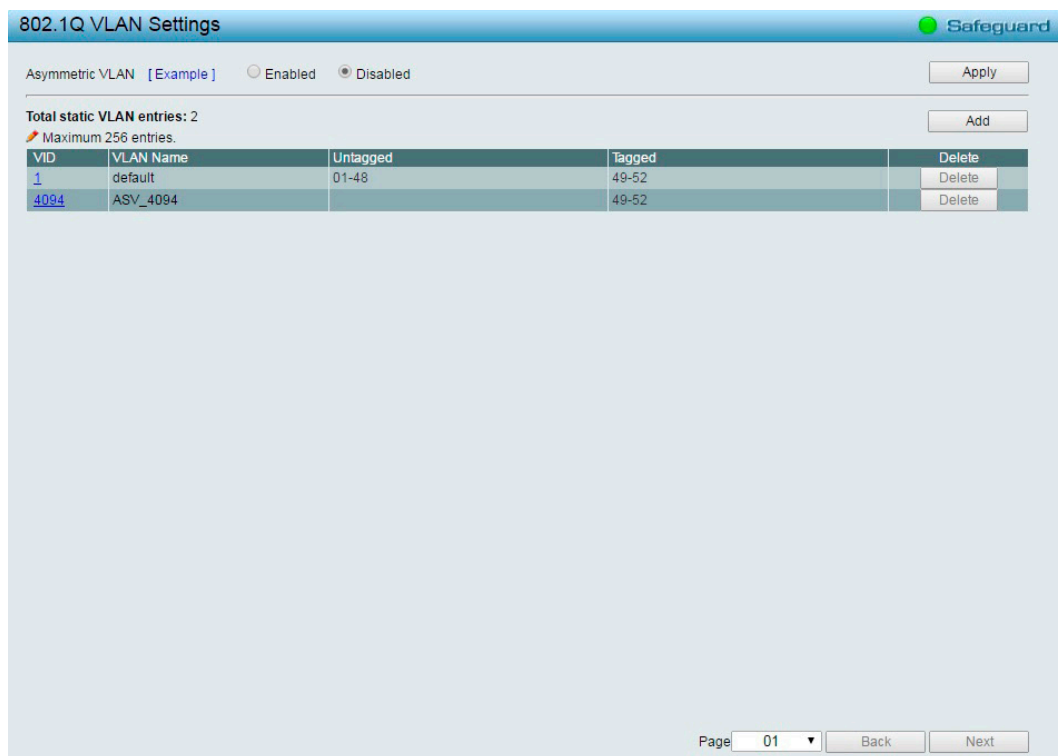 802.1Q VLAN Settings Safeguard
Asymmetric VLAN [ Example ] Enabled Disabled Apply
Total static VLAN entries: 2 Add
Maximum 256 entries.
VID VLAN Name Untagged Tagged Delete
1 default 01-48 49-52 Delete
4094 ASV_4094 49-52 Delete
Page 01 Back Next